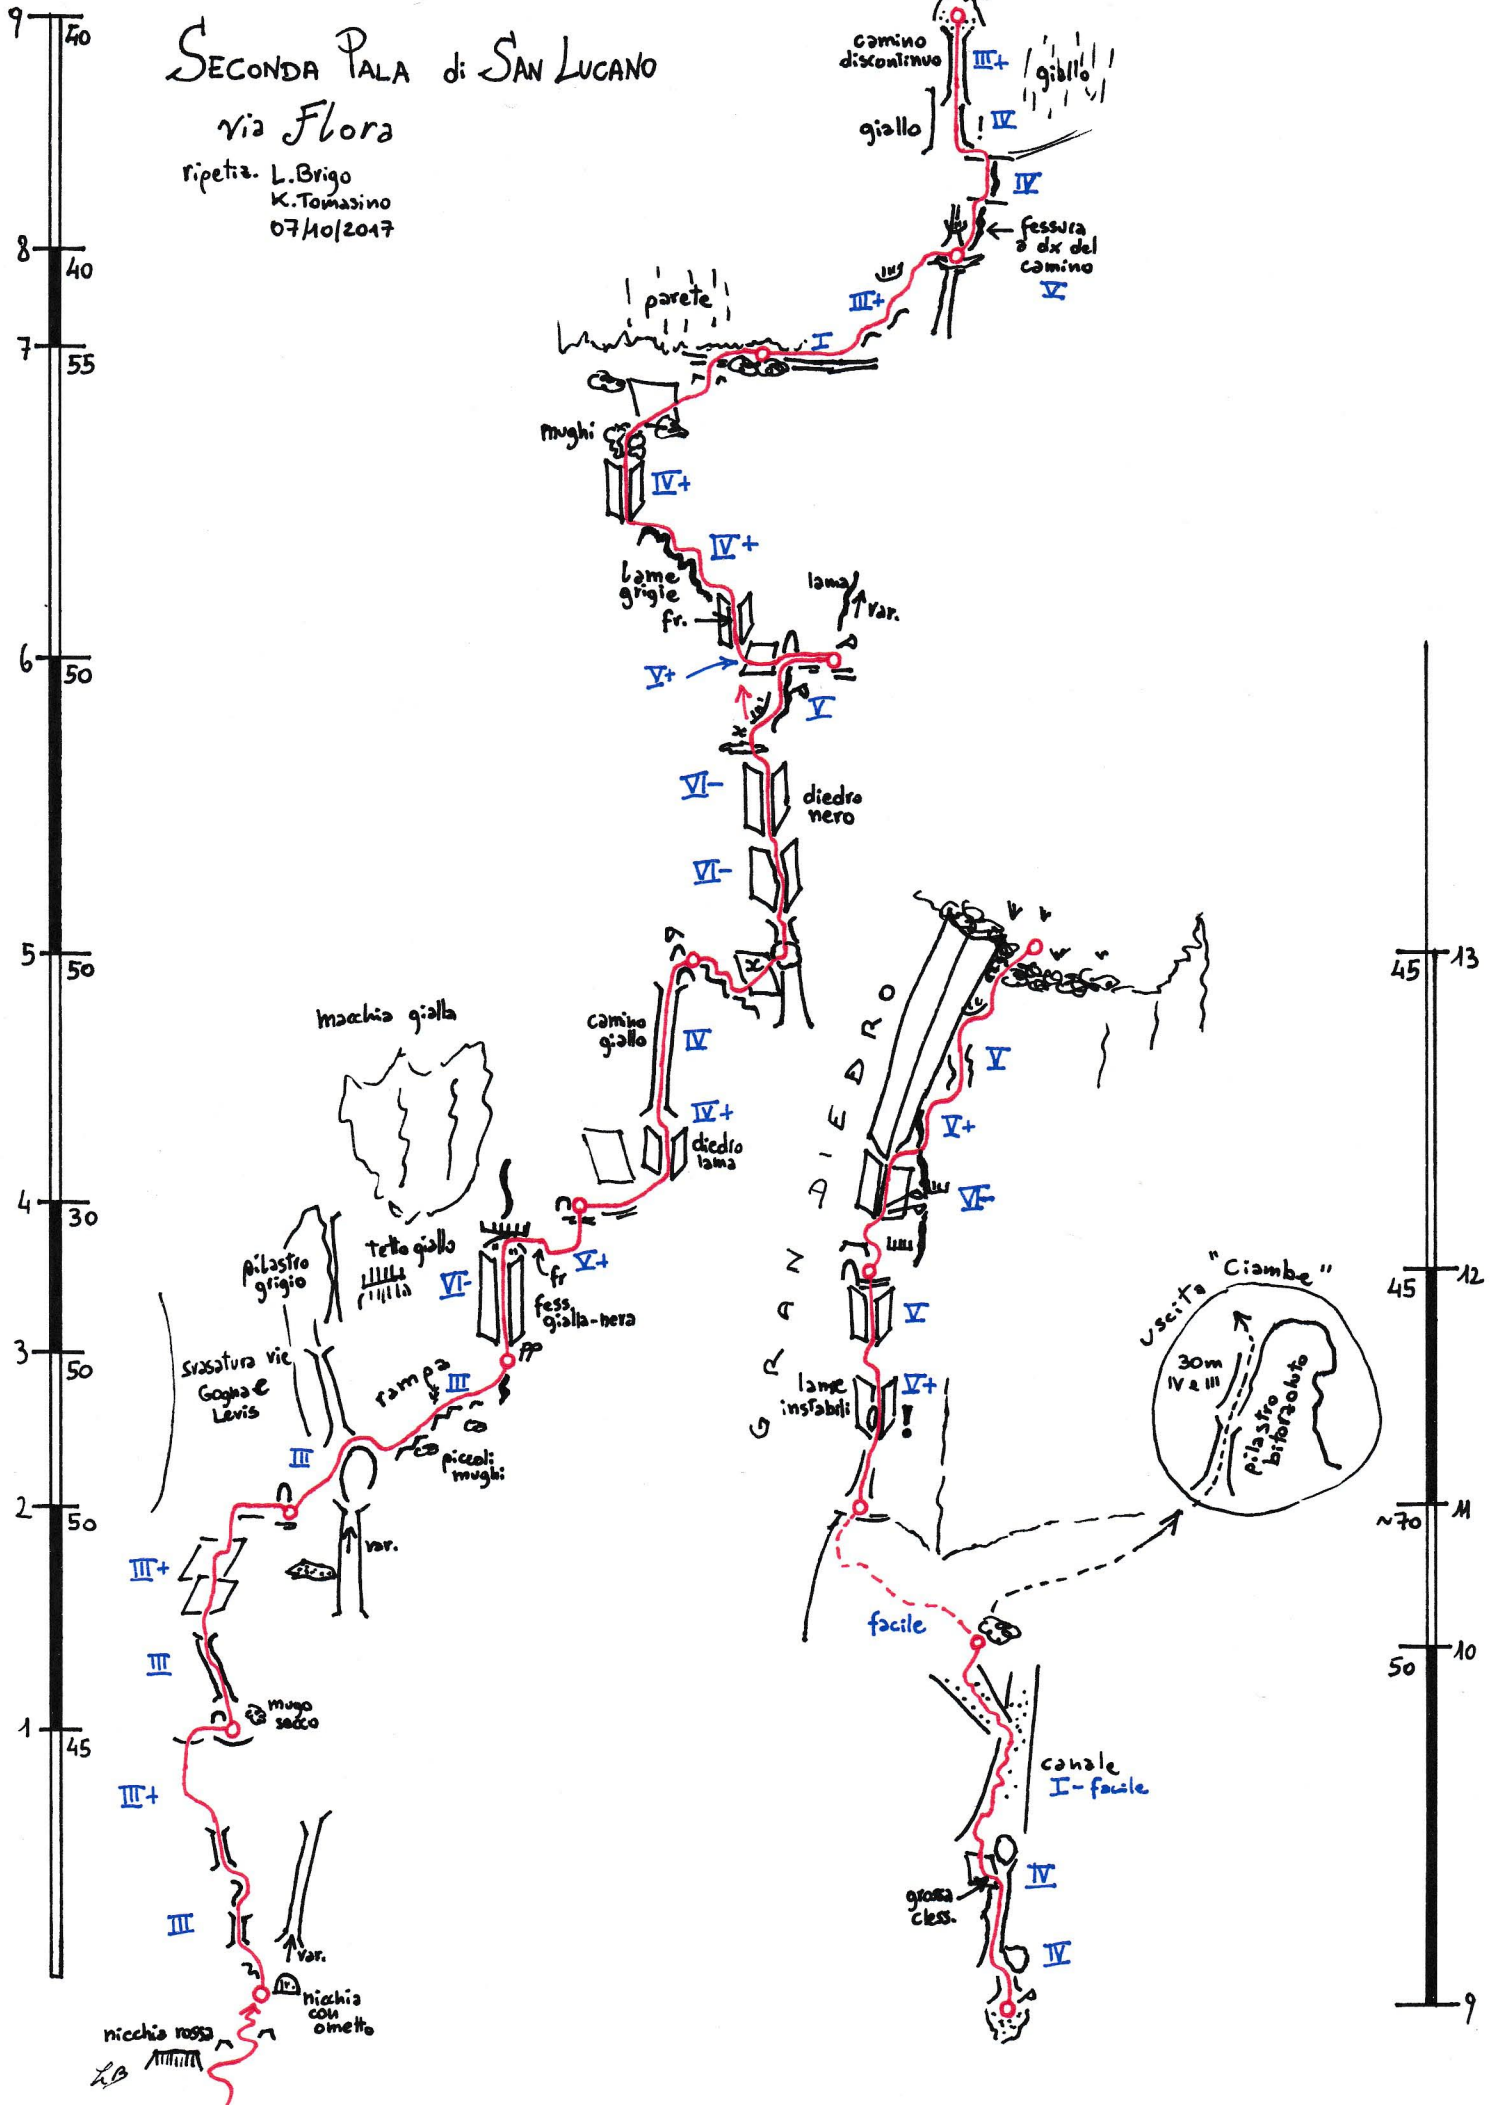 SECONDA PALA di SAN LUCANO
via Flora
ripetiz. L.Brigo
K.Tomasino
07/10/2017
9
40
8
40
7
55
6
50
5
50
4
30
3
50
2
50
1
45
camino
discontinuo
III+
giallo
giallo
!
IV
IV
fessura
a dx del
camino
V
III+
I
parete
mughi
IV+
IV+
lame
grigie
fr.
lama
var.
V+
V
x
VI-
diedro
nero
VI-
x
camino
giallo
IV
IV+
diedro
lama
macchia gialla
pilastro
grigio
tetto giallo
VI-
V+
fr
fess.
gialla-nera
svasatura vie
Gogna e
Levis
rampa
III
III
piccoli
mughi
var.
III+
III
mugo
secco
III+
III
var.
nicchia
con
ometto
nicchia rossa
LB
GRAN DIEDRO
V
V+
VI-
V
V+
lame
instabili
!
facile
canale
I-facile
IV
grossa
cless.
IV
uscita "Ciambe"
30m
IV e III
pilastro
bitorzoluto
45
13
45
12
~70
11
50
10
9